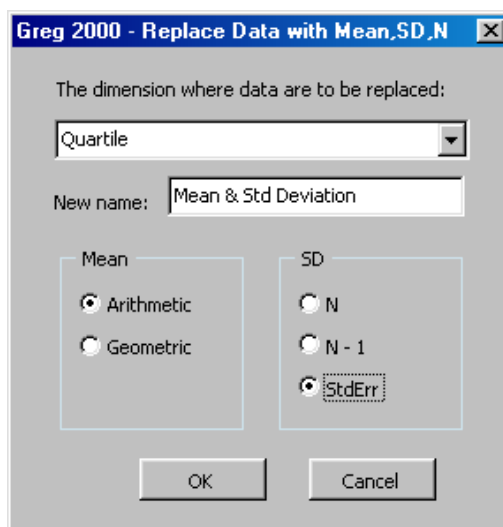 Greg 2000 - Replace Data with Mean,SD,N
The dimension where data are to be replaced:
Quartile
New name: Mean & Std Deviation
Mean
Arithmetic
Geometric
SD
N
N - 1
StdErr
OK
Cancel